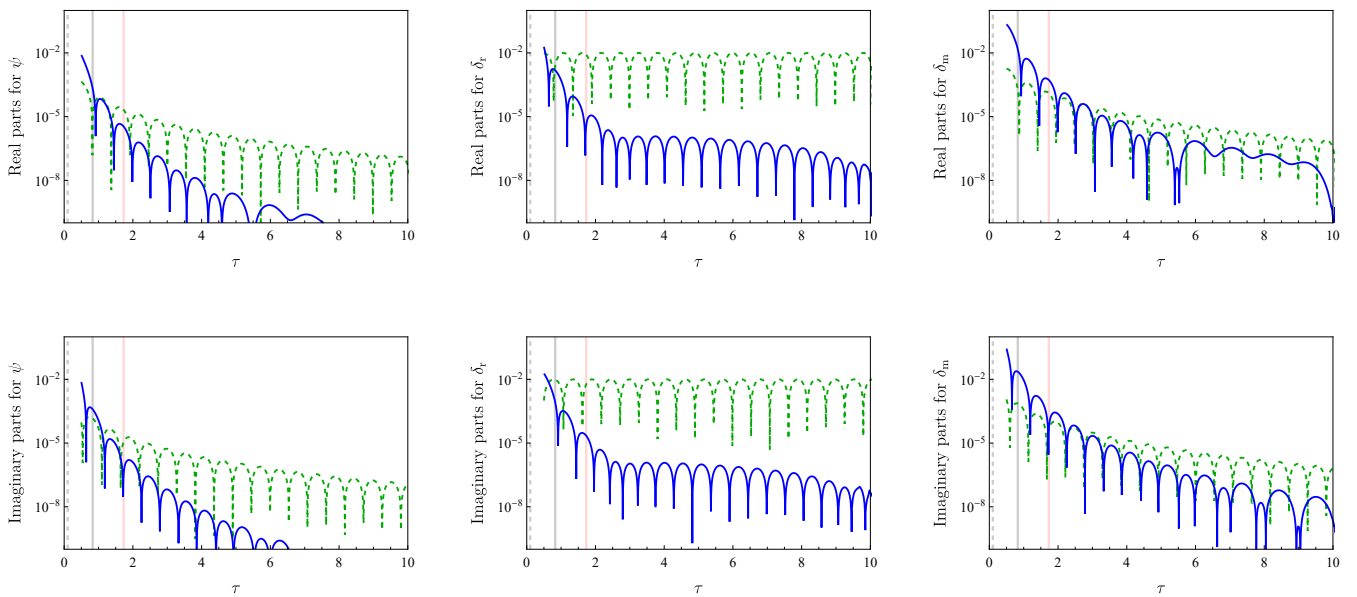 Real parts for ψ
10⁻²
10⁻⁵
10⁻⁸
0 2 4 6 8 10
τ
Real parts for δᵣ
10⁻²
10⁻⁵
10⁻⁸
0 2 4 6 8 10
τ
Real parts for δₘ
10⁻²
10⁻⁵
10⁻⁸
0 2 4 6 8 10
τ
Imaginary parts for ψ
10⁻²
10⁻⁵
10⁻⁸
0 2 4 6 8 10
τ
Imaginary parts for δᵣ
10⁻²
10⁻⁵
10⁻⁸
0 2 4 6 8 10
τ
Imaginary parts for δₘ
10⁻²
10⁻⁵
10⁻⁸
0 2 4 6 8 10
τ